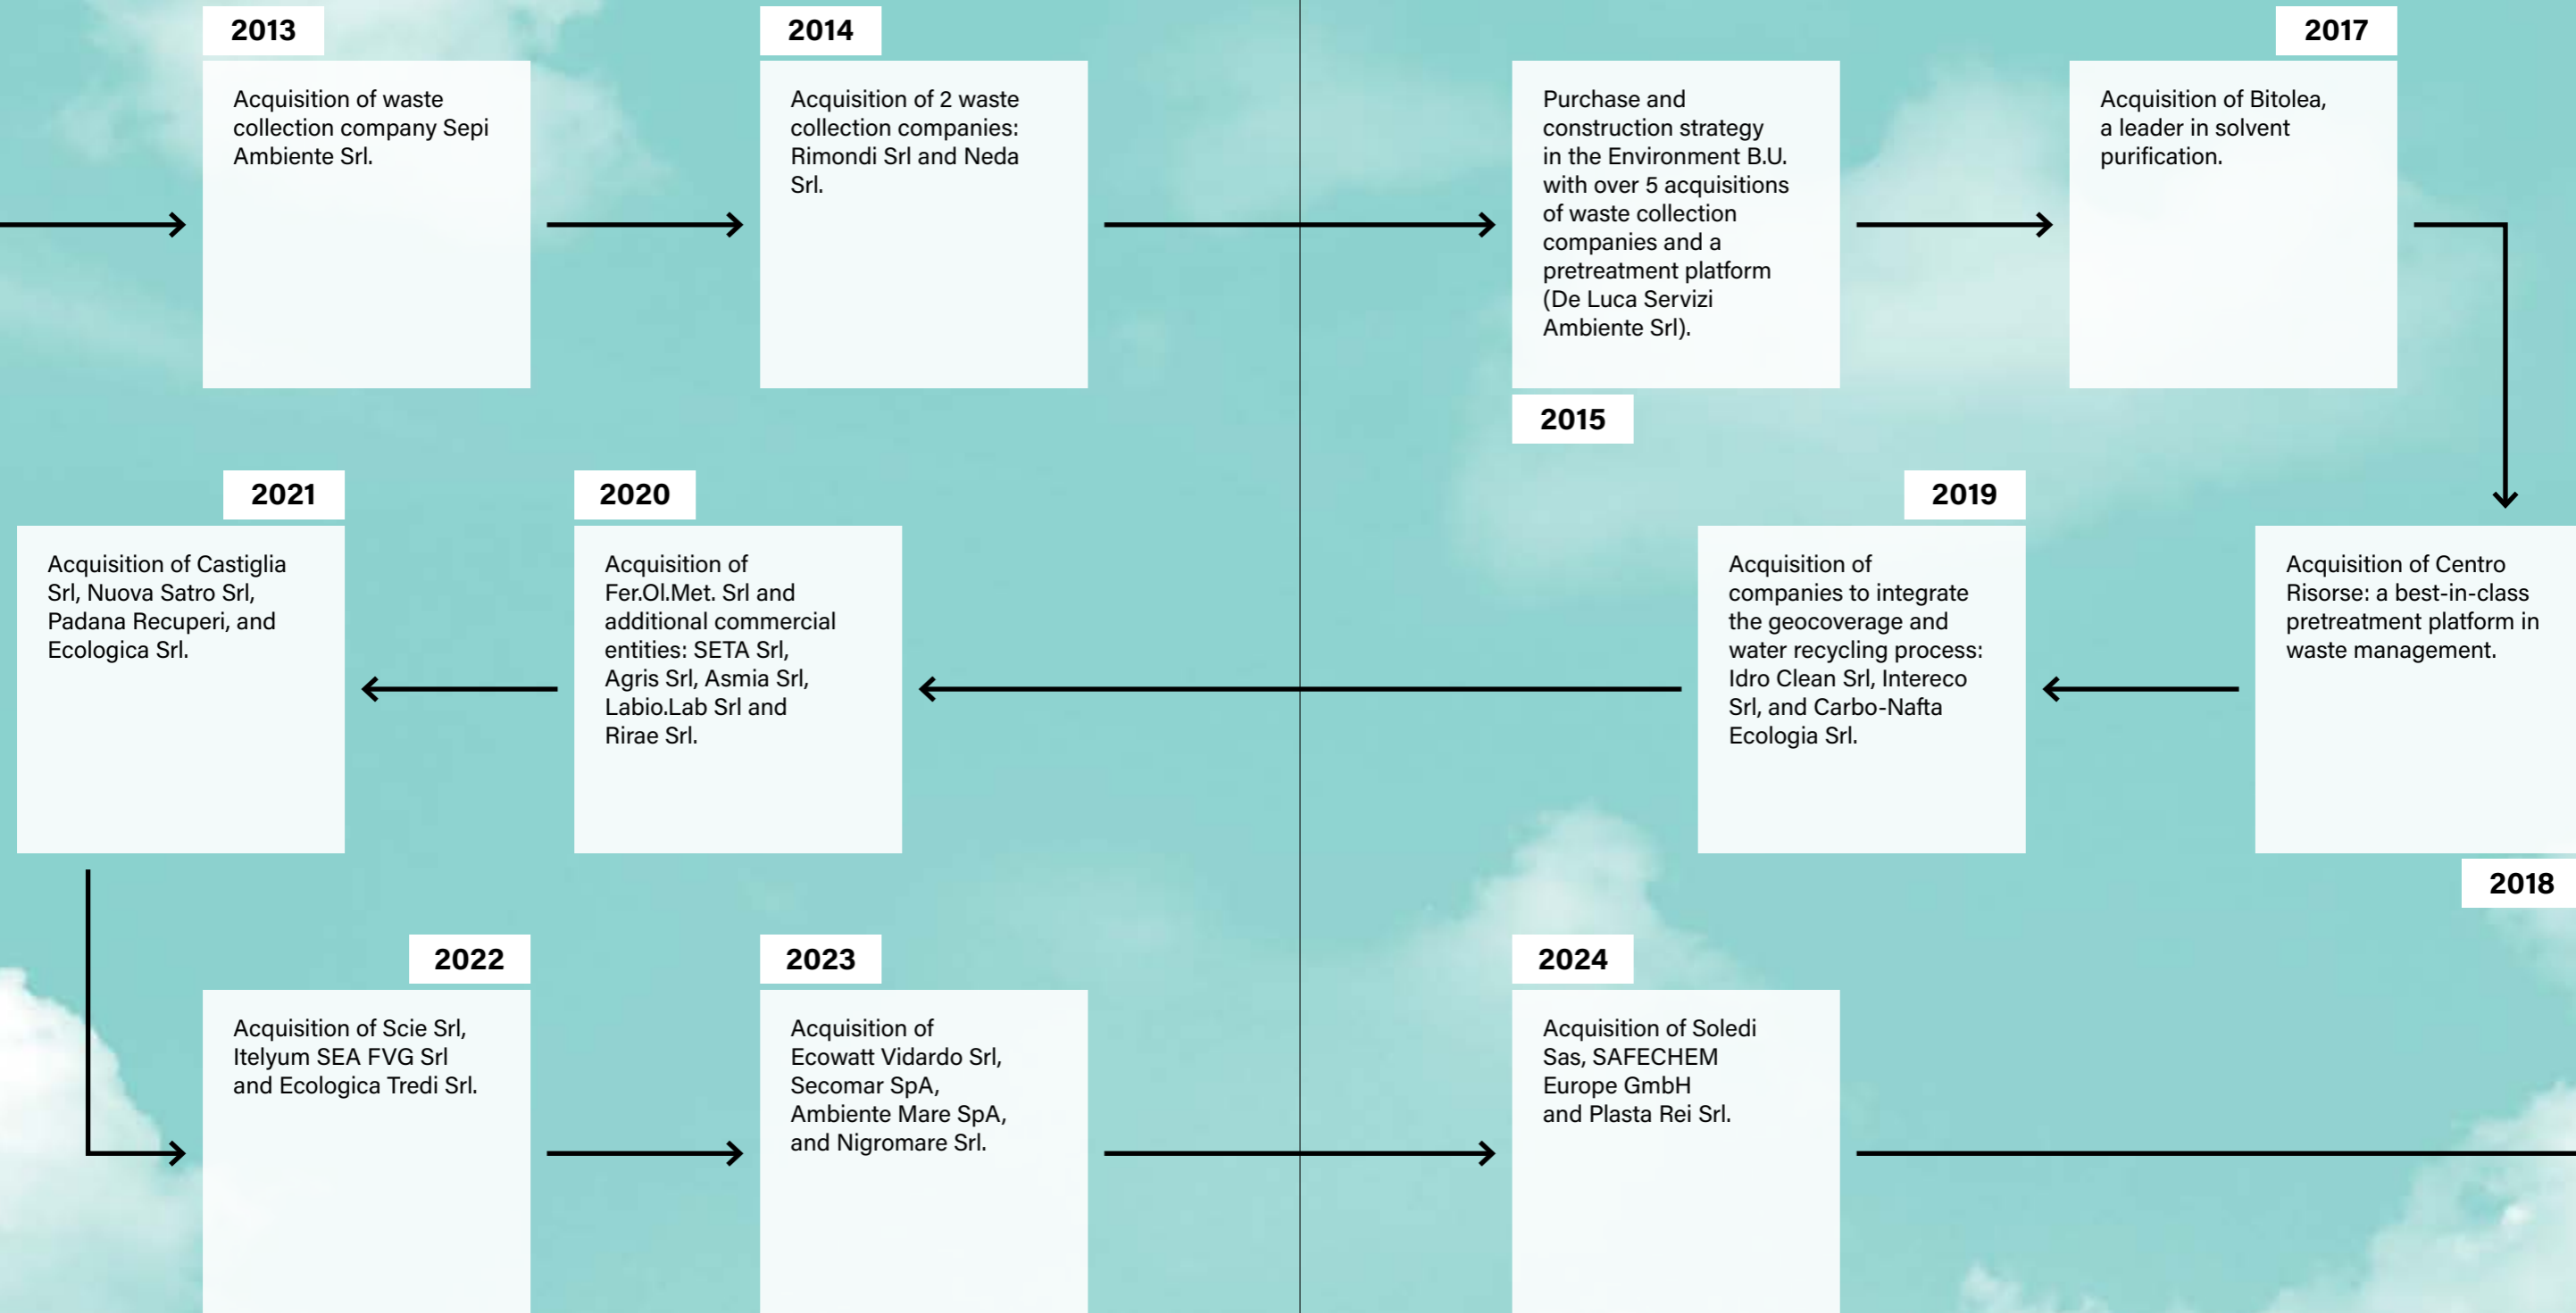 2013
Acquisition of waste
collection company Sepi
Ambiente Srl.
2014
Acquisition of 2 waste
collection companies:
Rimondi Srl and Neda
Srl.
Purchase and
construction strategy
in the Environment B.U.
with over 5 acquisitions
of waste collection
companies and a
pretreatment platform
(De Luca Servizi
Ambiente Srl).
2015
2017
Acquisition of Bitolea,
a leader in solvent
purification.
Acquisition of Centro
Risorse: a best-in-class
pretreatment platform in
waste management.
2018
2019
Acquisition of
companies to integrate
the geocoverage and
water recycling process:
Idro Clean Srl, Intereco
Srl, and Carbo-Nafta
Ecologia Srl.
2020
Acquisition of
Fer.Ol.Met. Srl and
additional commercial
entities: SETA Srl,
Agris Srl, Asmia Srl,
Labio.Lab Srl and
Rirae Srl.
2021
Acquisition of Castiglia
Srl, Nuova Satro Srl,
Padana Recuperi, and
Ecologica Srl.
2022
Acquisition of Scie Srl,
Itelyum SEA FVG Srl
and Ecologica Tredi Srl.
2023
Acquisition of
Ecowatt Vidardo Srl,
Secomar SpA,
Ambiente Mare SpA,
and Nigromare Srl.
2024
Acquisition of Soledi
Sas, SAFECHEM
Europe GmbH
and Plasta Rei Srl.